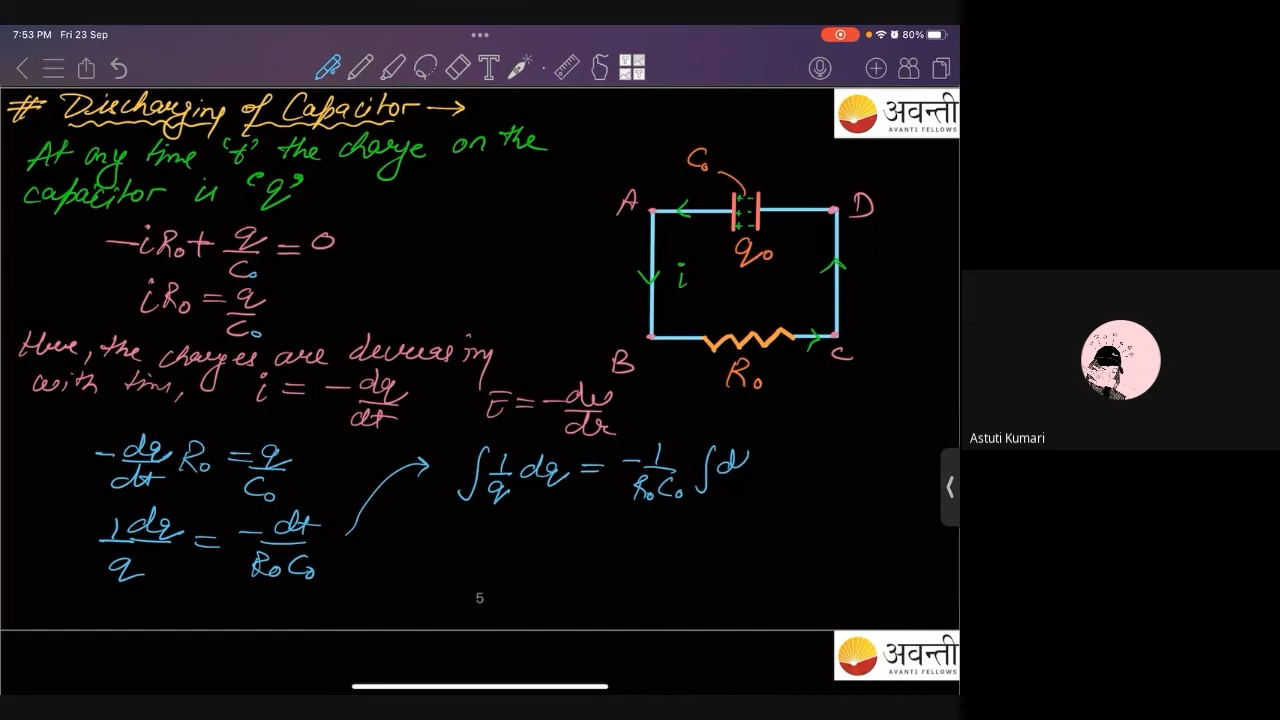 7:53 PM Fri 23 Sep
80%
# Discharging of Capacitor →
अवन्ती
AVANTI FELLOWS
At any time 't' the charge on the
capacitor is "q"
-iR₀ + q/C₀ = 0
iR₀ = q/C₀
Here, the charges are decreasing
with time, i = -dq/dt E = -dv/dr
-dq/dt R₀ = q/C₀
∫ 1/q dq = -1/R₀C₀ ∫d
1 dq/q = -dt/R₀C₀
C₀
A
D
q₀
i
B
C
R₀
5
अवन्ती
AVANTI FELLOWS
Astuti Kumari